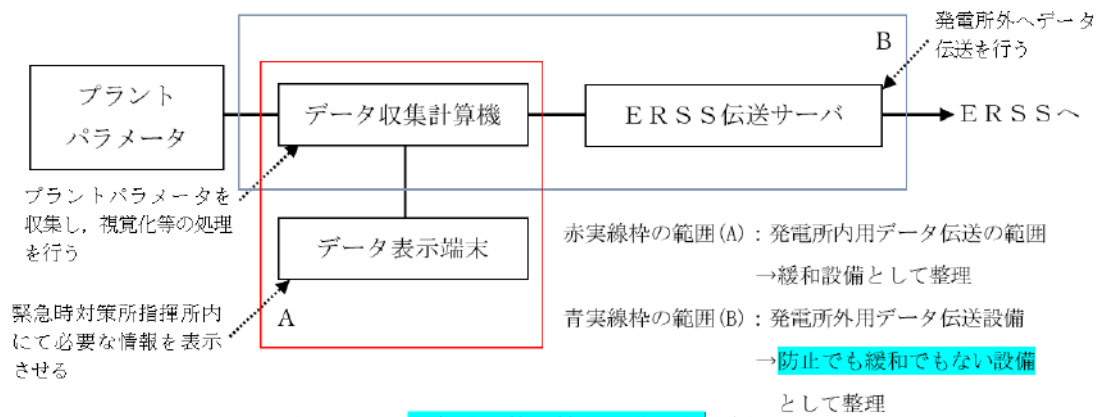 発電所外へデータ
伝送を行う
B
プラント
パラメータ
データ収集計算機
ERSS伝送サーバ
ERSSへ
プラントパラメータを
収集し，視覚化等の処理
を行う
データ表示端末
緊急時対策所指揮所内
にて必要な情報を表示
させる
A
赤実線枠の範囲(A)：発電所内用データ伝送の範囲
→緩和設備として整理
青実線枠の範囲(B)：発電所外用データ伝送設備
→防止でも緩和でもない設備
として整理